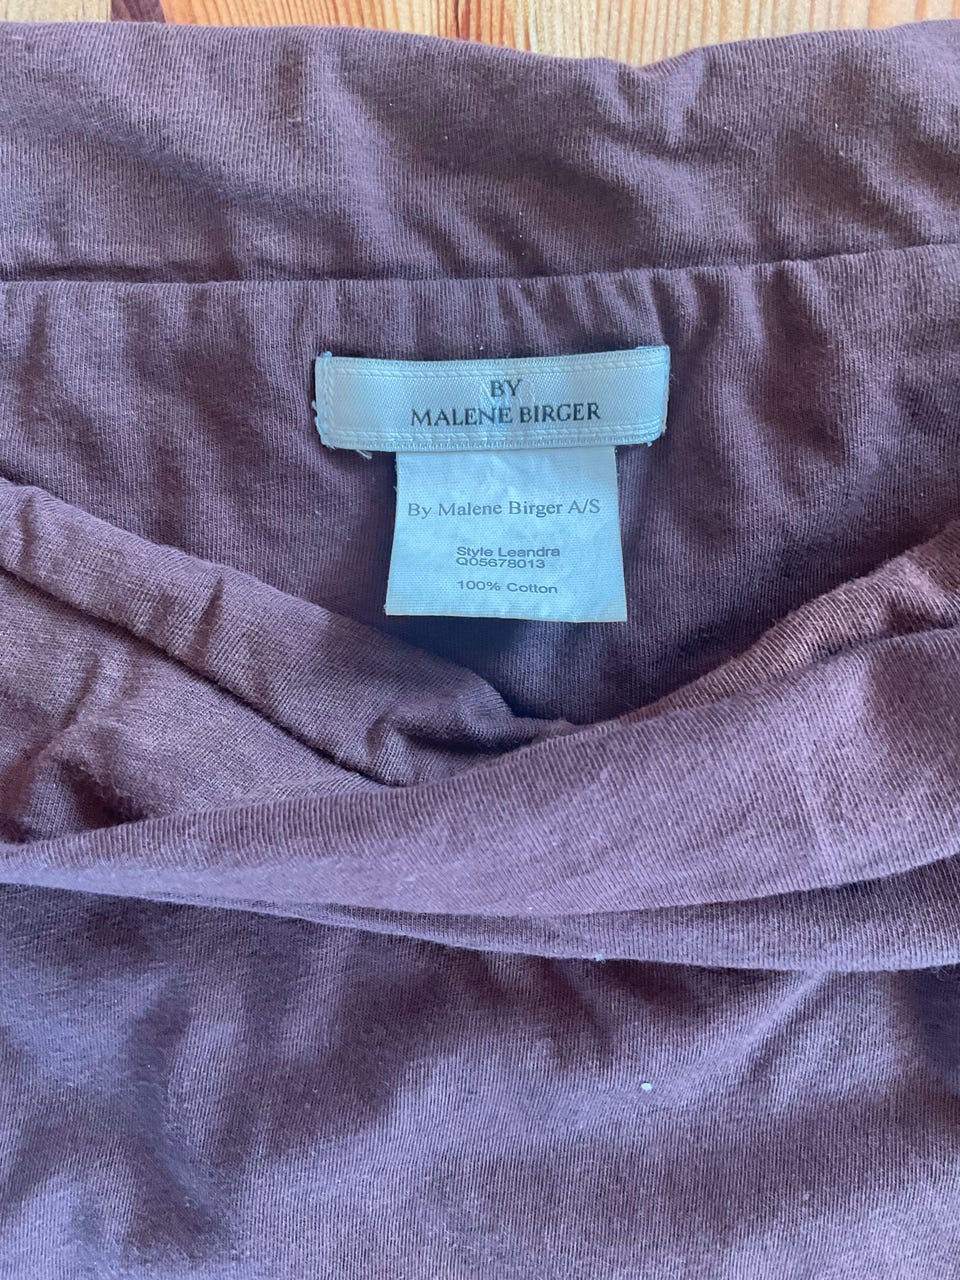 BY
MALENE BIRGER
By Malene Birger A/S
Style Leandra
Q05678013
100% Cotton